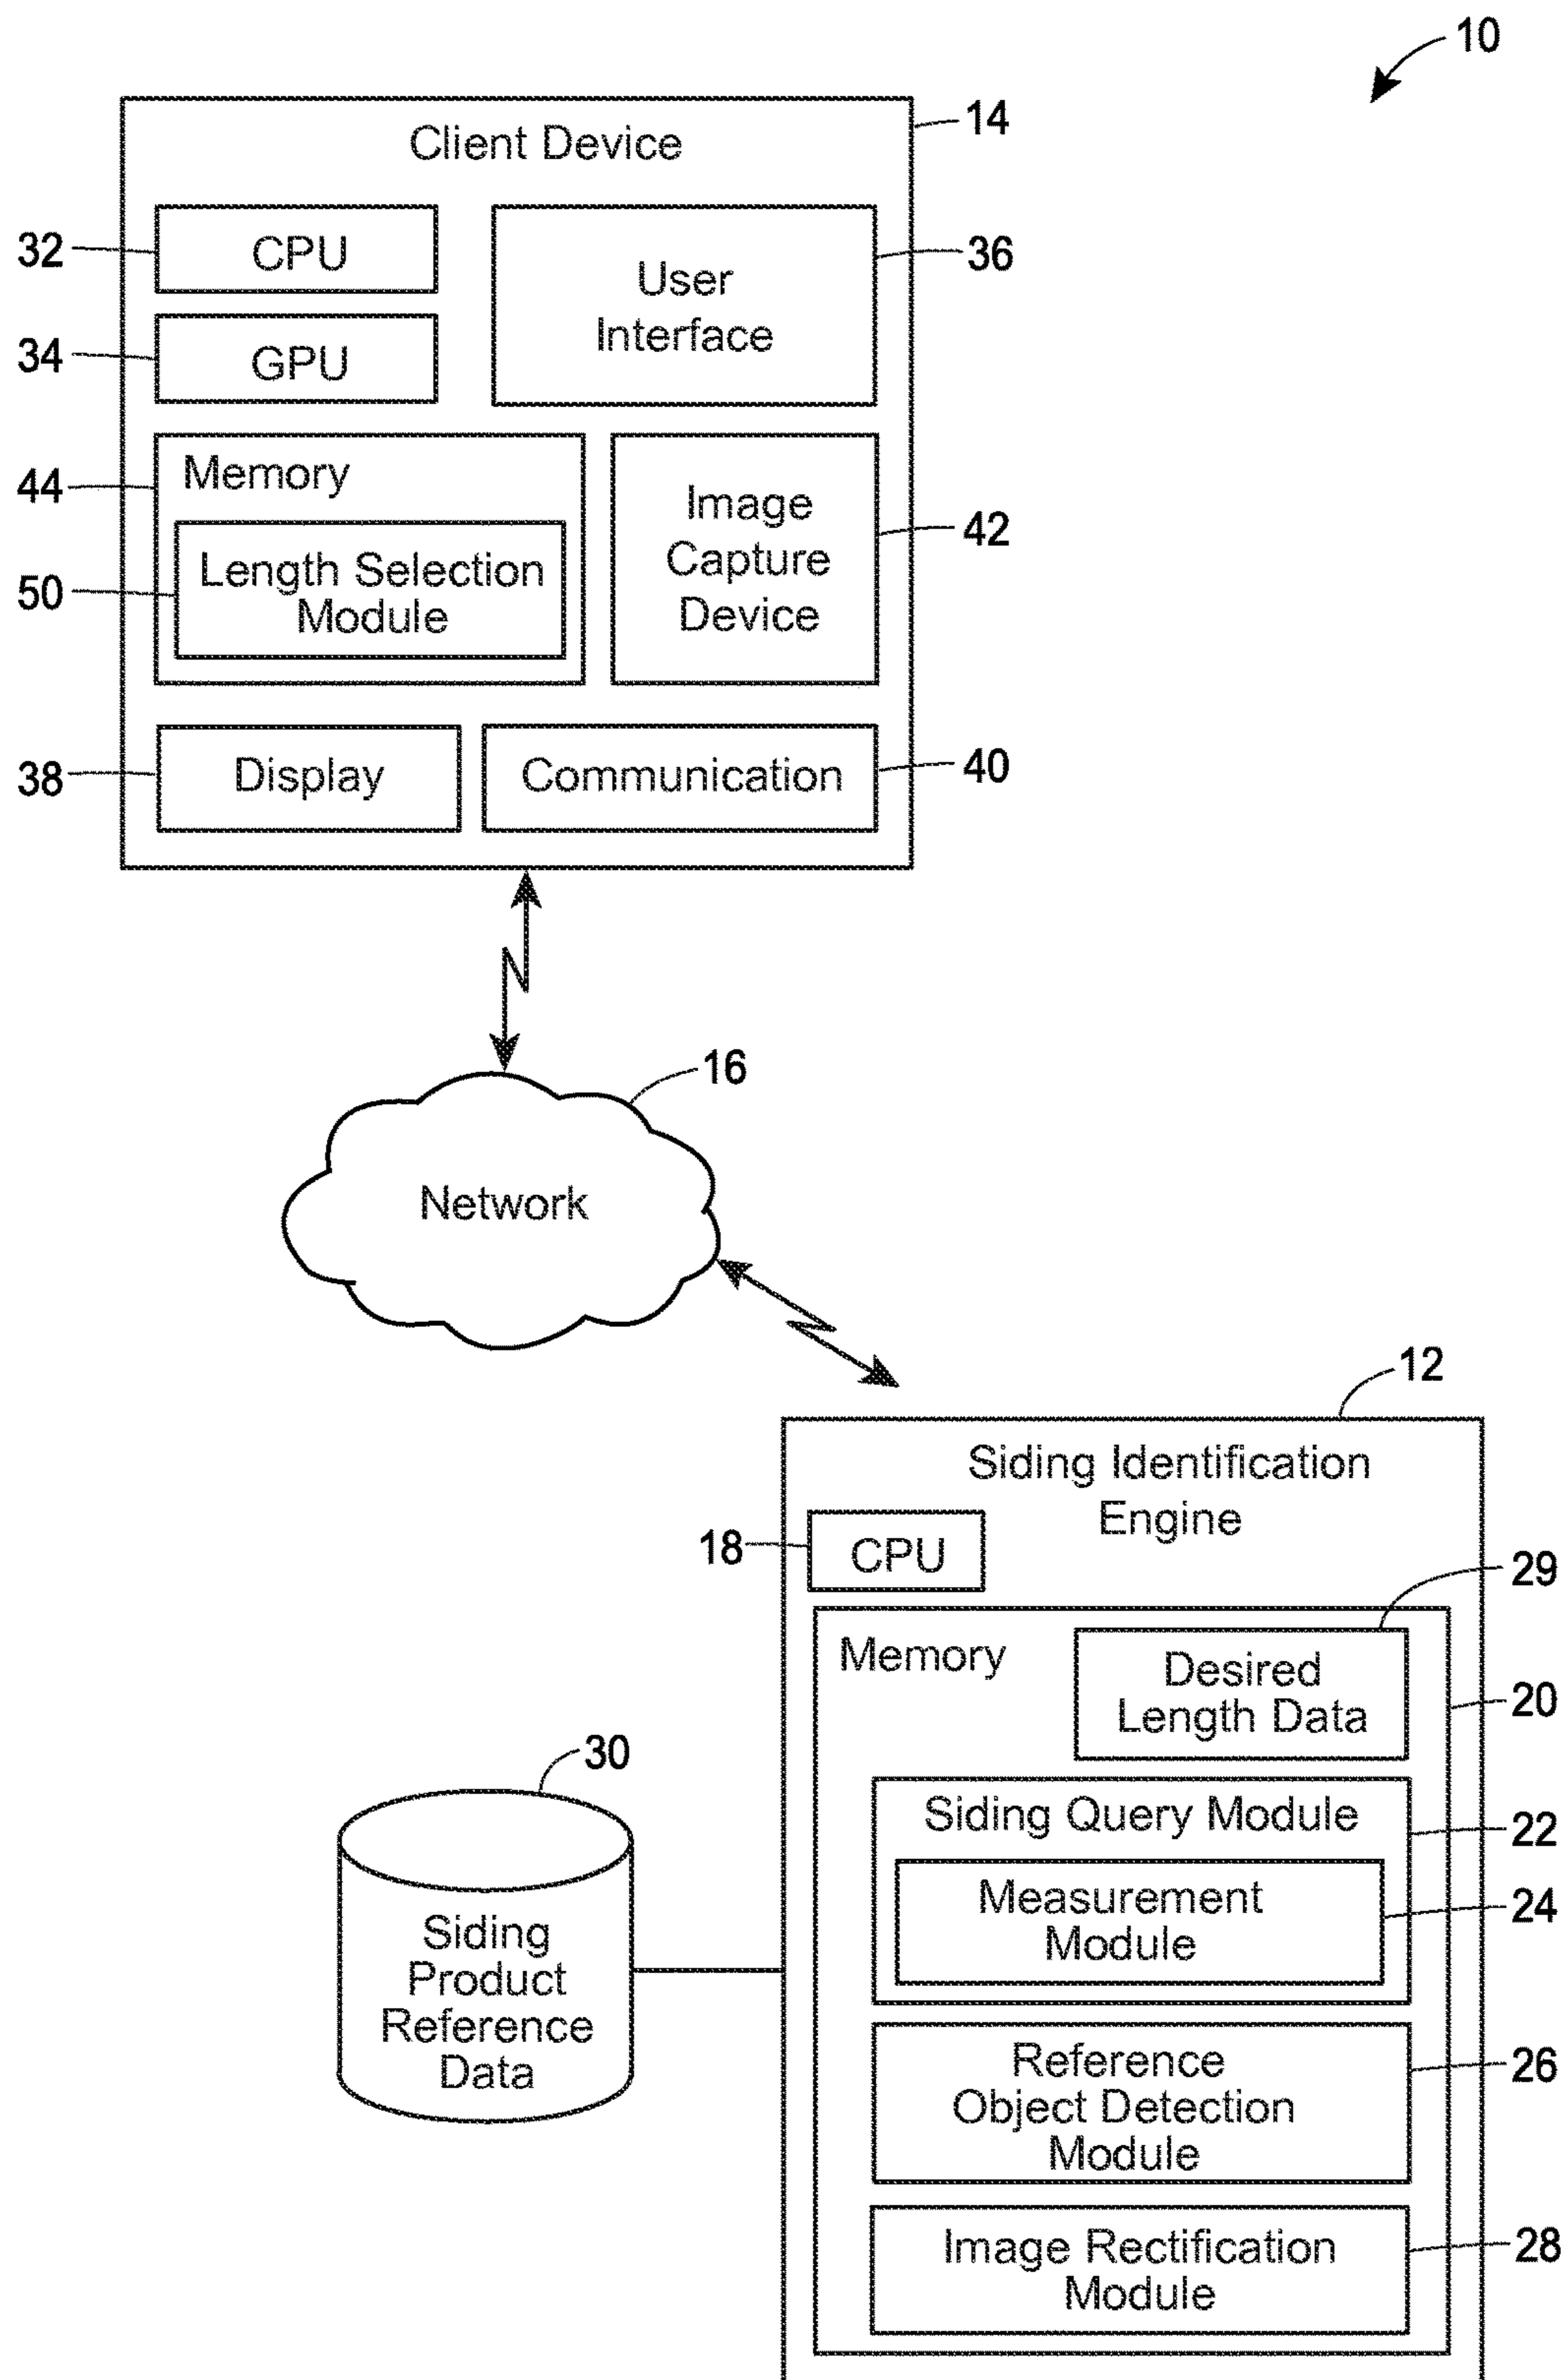 10
Client Device
14
32
CPU
User
Interface
36
34
GPU
44
Memory
Image
Capture
Device
42
50
Length Selection
Module
38
Display
Communication
40
16
Network
12
Siding Identification
Engine
18
CPU
29
Memory
Desired
Length Data
20
30
Siding
Product
Reference
Data
Siding Query Module
22
Measurement
Module
24
Reference
Object Detection
Module
26
Image Rectification
Module
28